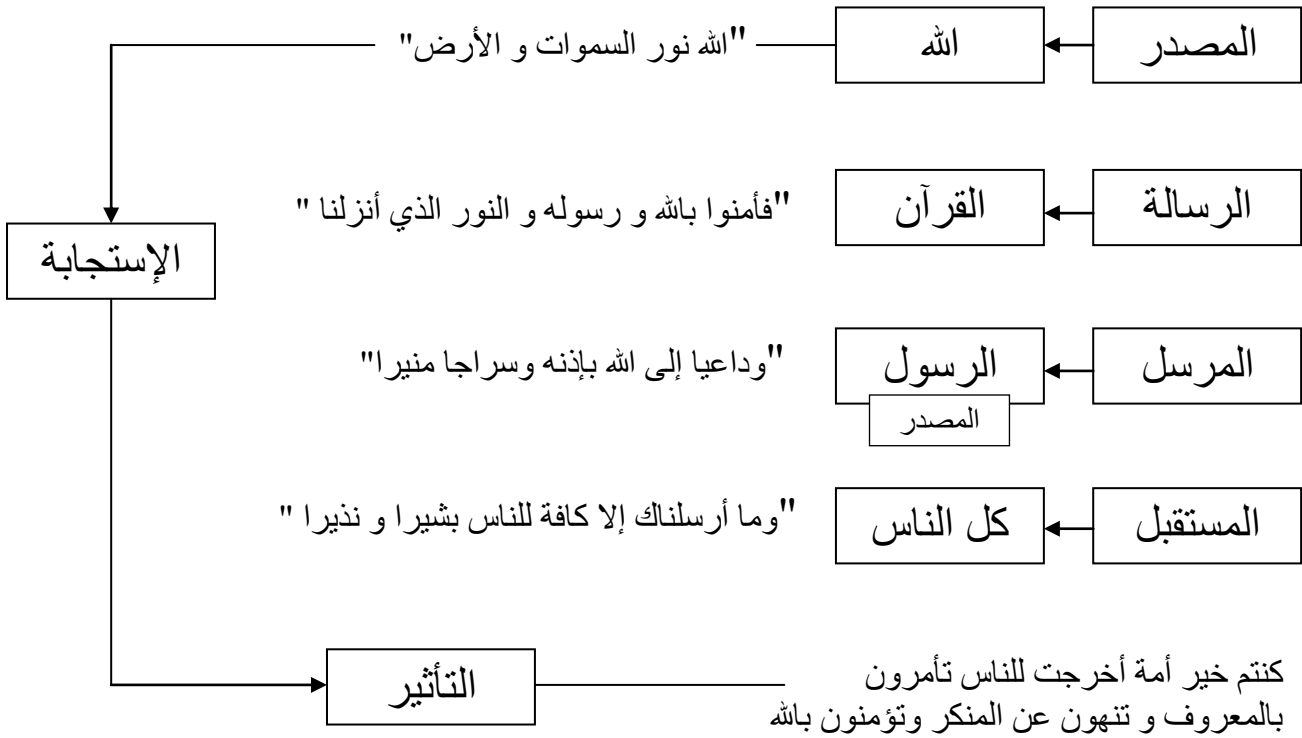 المصدر
الله
"الله نور السموات و الأرض"
الرسالة
القرآن
"فأمنوا بالله و رسوله و النور الذي أنزلنا "
الإستجابة
المرسل
الرسول
المصدر
"وداعيا إلى الله بإذنه وسراجا منيرا"
المستقبل
كل الناس
"وما أرسلناك إلا كافة للناس بشيرا و نذيرا "
التأثير
كنتم خير أمة أخرجت للناس تأمرون
بالمعروف و تنهون عن المنكر وتؤمنون بالله